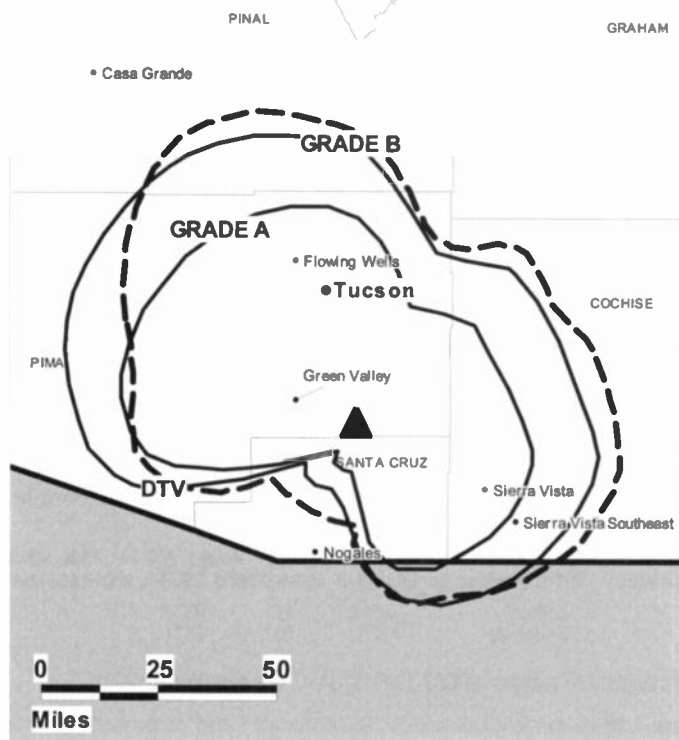 PINAL
GRAHAM
Casa Grande
GRADE B
GRADE A
Flowing Wells
Tucson
COCHISE
PIMA
Green Valley
SANTA CRUZ
DTV
Sierra Vista
Sierra Vista Southeast
Nogales
0 25 50
Miles